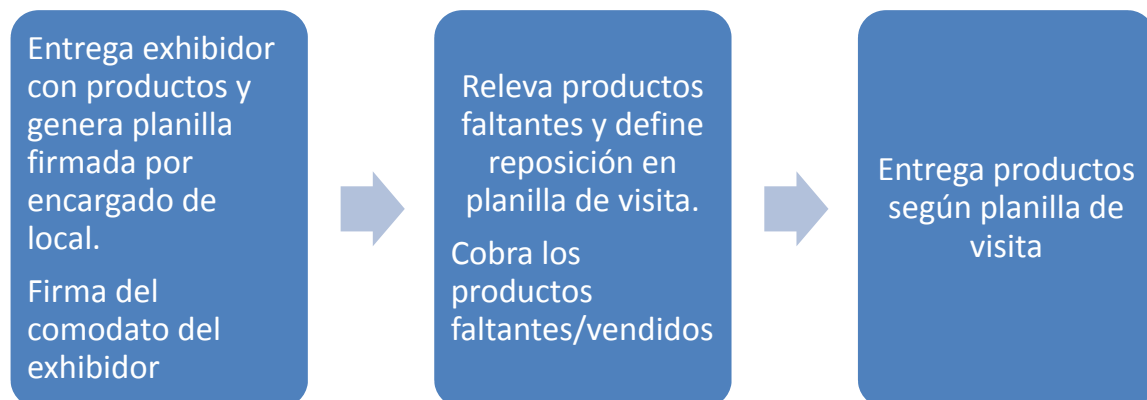 Entrega exhibidor
con productos y
genera planilla
firmada por
encargado de
local.
Firma del
comodato del
exhibidor
Releva productos
faltantes y define
reposición en
planilla de visita.
Cobra los
productos
faltantes/vendidos
Entrega productos
según planilla de
visita